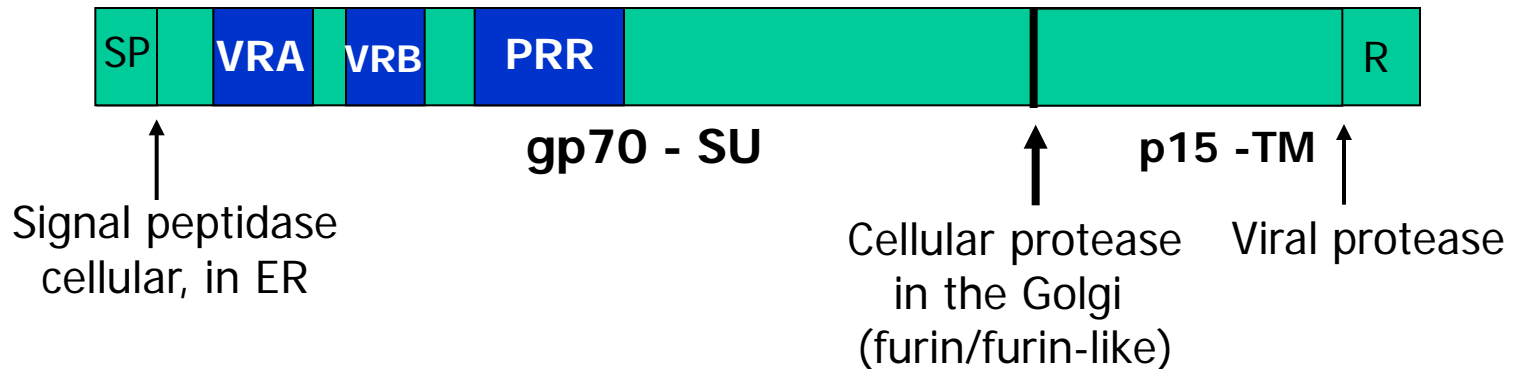 SP VRA VRB PRR R
gp70 - SU
p15 -TM
Signal peptidase
cellular, in ER
Cellular protease
in the Golgi
(furin/furin-like)
Viral protease